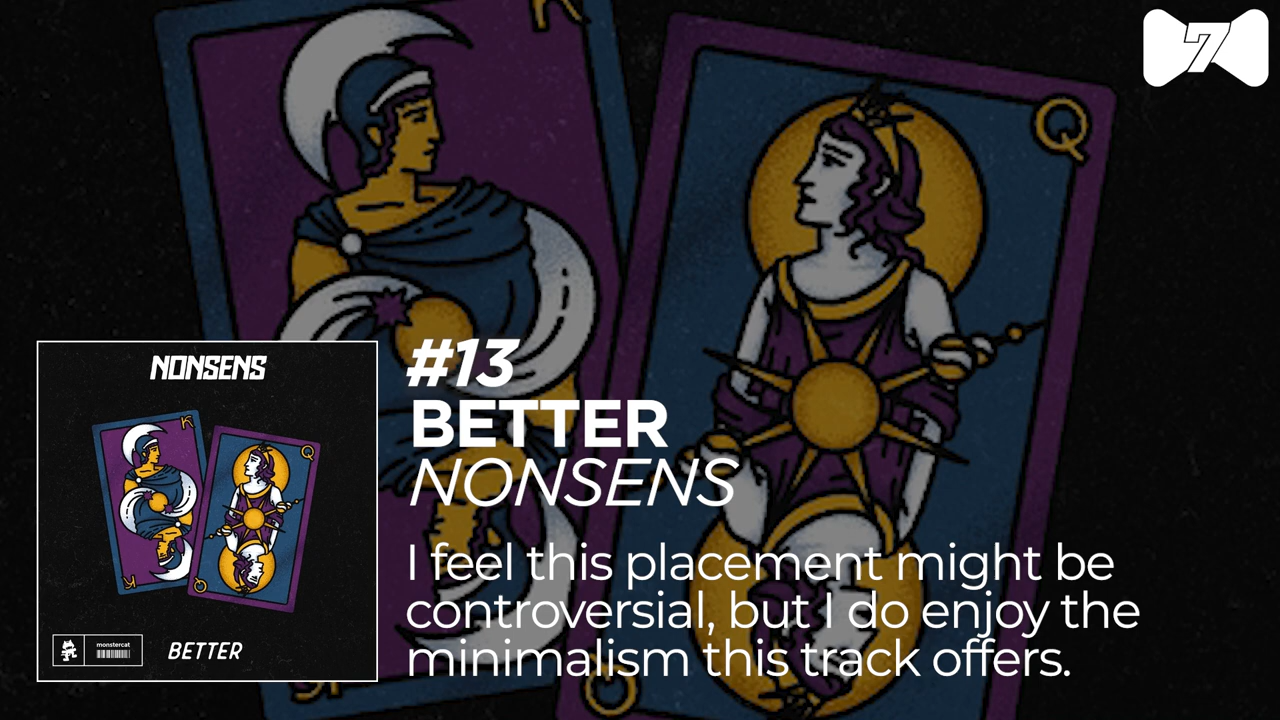 K
Q
7
NONSENS
K
Q
K
Q
monstercat
BETTER
#13
BETTER
NONSENS
I feel this placement might be
controversial, but I do enjoy the
minimalism this track offers.
K
Q